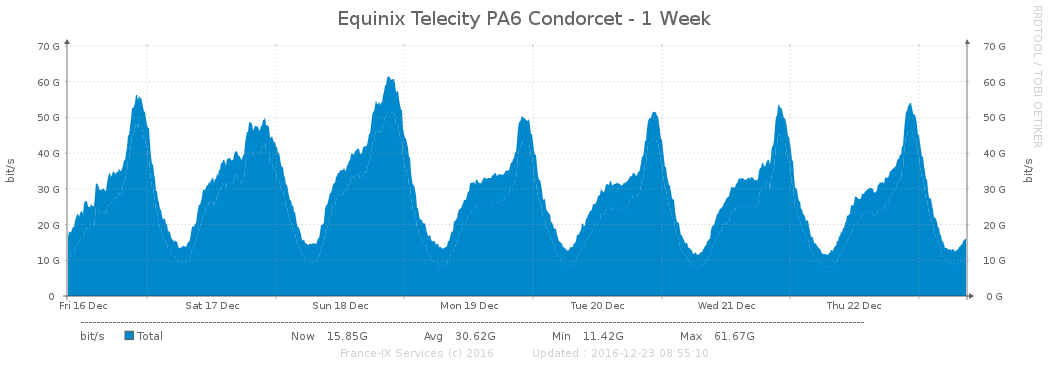 Equinix Telecity PA6 Condorcet - 1 Week
RRDTOOL / TOBI OETIKER
70 G 70 G
60 G 60 G
50 G 50 G
40 G 40 G
30 G 30 G
20 G 20 G
10 G 10 G
0 0 G
bit/s bit/s
Fri 16 Dec Sat 17 Dec Sun 18 Dec Mon 19 Dec Tue 20 Dec Wed 21 Dec Thu 22 Dec
bit/s Total Now 15.85G Avg 30.62G Min 11.42G Max 61.67G
France-IX Services (c) 2016 Updated : 2016-12-23 08:55:10